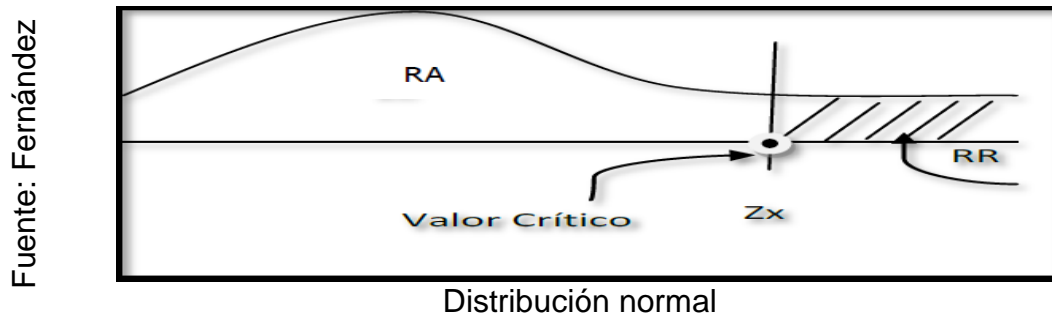 Fuente: Fernández
RA
RR
Valor Crítico
Zx
Distribución normal